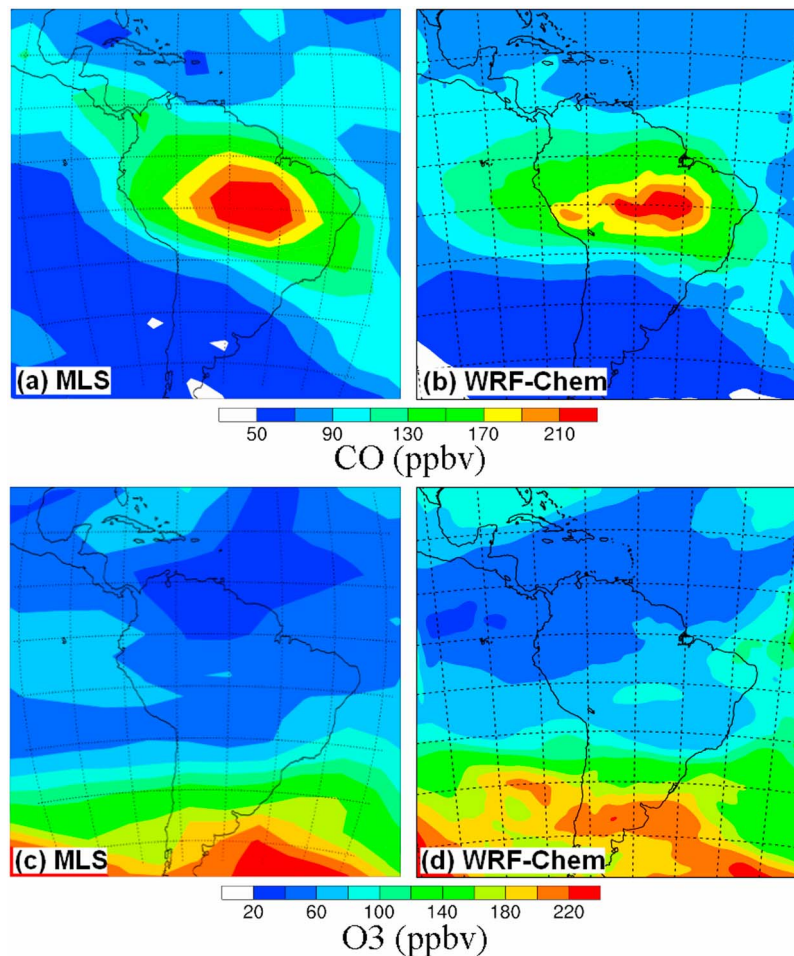 (a) MLS
(b) WRF-Chem
50 90 130 170 210
CO (ppbv)
(c) MLS
(d) WRF-Chem
20 60 100 140 180 220
O3 (ppbv)